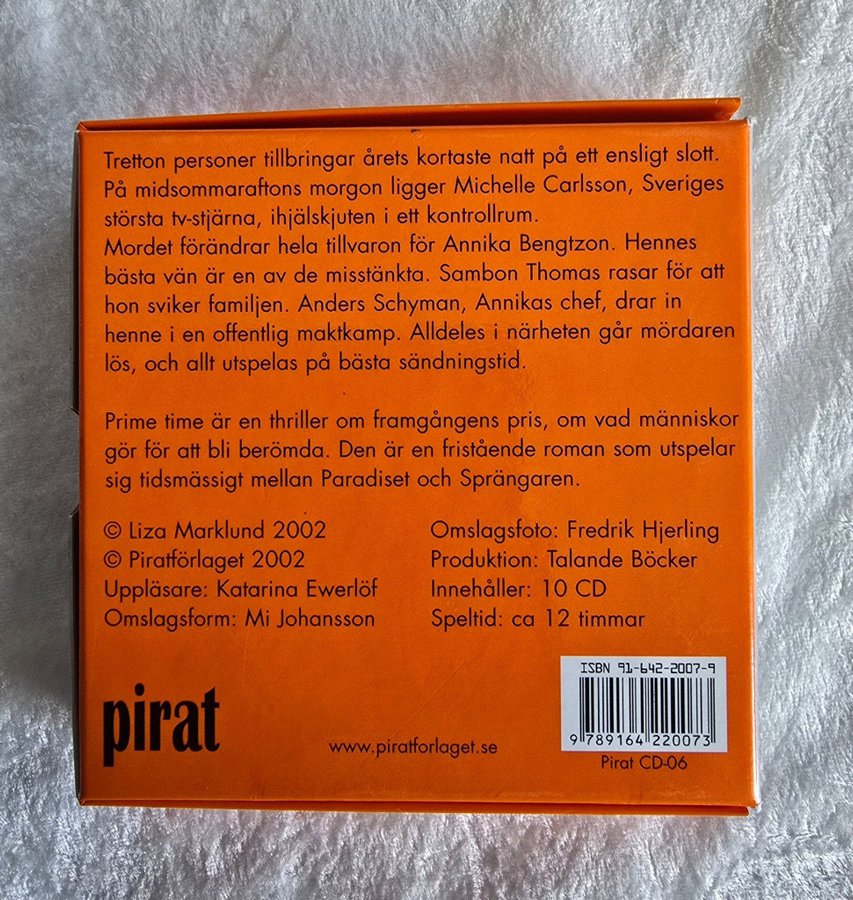 Tretton personer tillbringar årets kortaste natt på ett ensligt slott.
På midsommaraftons morgon ligger Michelle Carlsson, Sveriges
största tv-stjärna, ihjälskjuten i ett kontrollrum.
Mordet förändrar hela tillvaron för Annika Bengtzon. Hennes
bästa vän är en av de misstänkta. Sambon Thomas rasar för att
hon sviker familjen. Anders Schyman, Annikas chef, drar in
henne i en offentlig maktkamp. Alldeles i närheten går mördaren
lös, och allt utspelas på bästa sändningstid.
Prime time är en thriller om framgångens pris, om vad människor
gör för att bli berömda. Den är en fristående roman som utspelar
sig tidsmässigt mellan Paradiset och Sprängaren.
© Liza Marklund 2002
© Piratförlaget 2002
Uppläsare: Katarina Ewerlöf
Omslagsform: Mi Johansson
Omslagsfoto: Fredrik Hjerling
Produktion: Talande Böcker
Innehåller: 10 CD
Speltid: ca 12 timmar
pirat
www.piratforlaget.se
ISBN 91-642-2007-9
9 789164 220073
Pirat CD-06